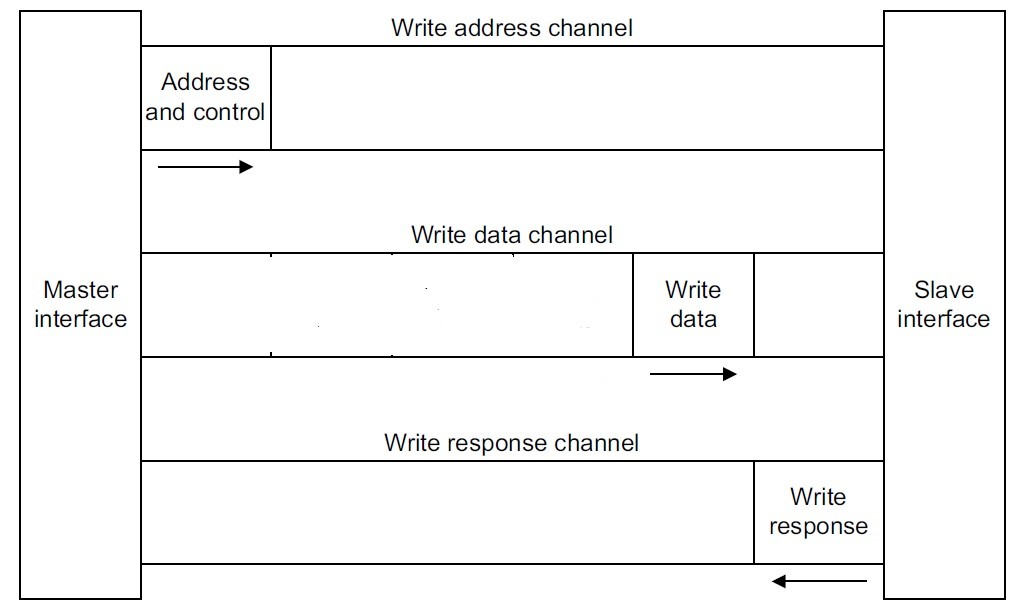 Write address channel
Address
and control
Write data channel
Master
interface
Write
data
Slave
interface
Write response channel
Write
response